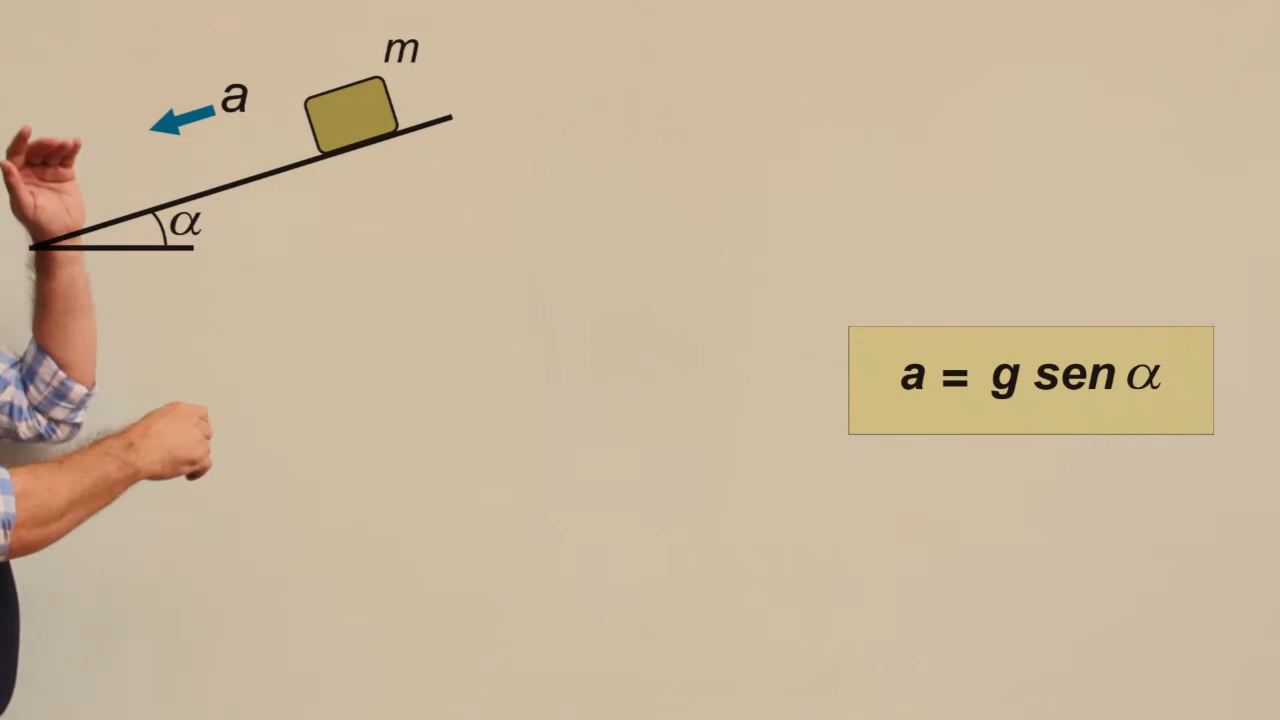 m
a
α
a = g sen α